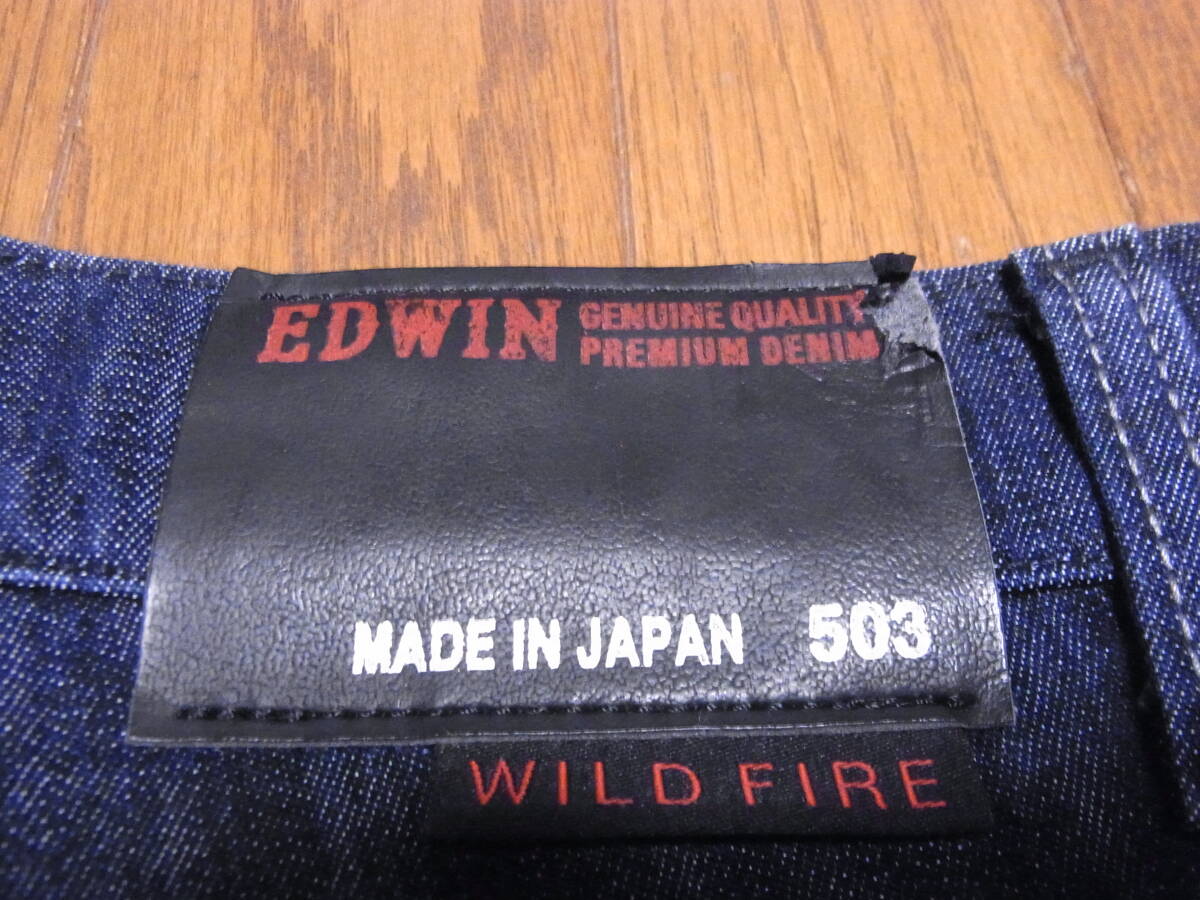 EDWIN GENUINE QUALITY
PREMIUM DENIM
MADE IN JAPAN 503
WILD FIRE